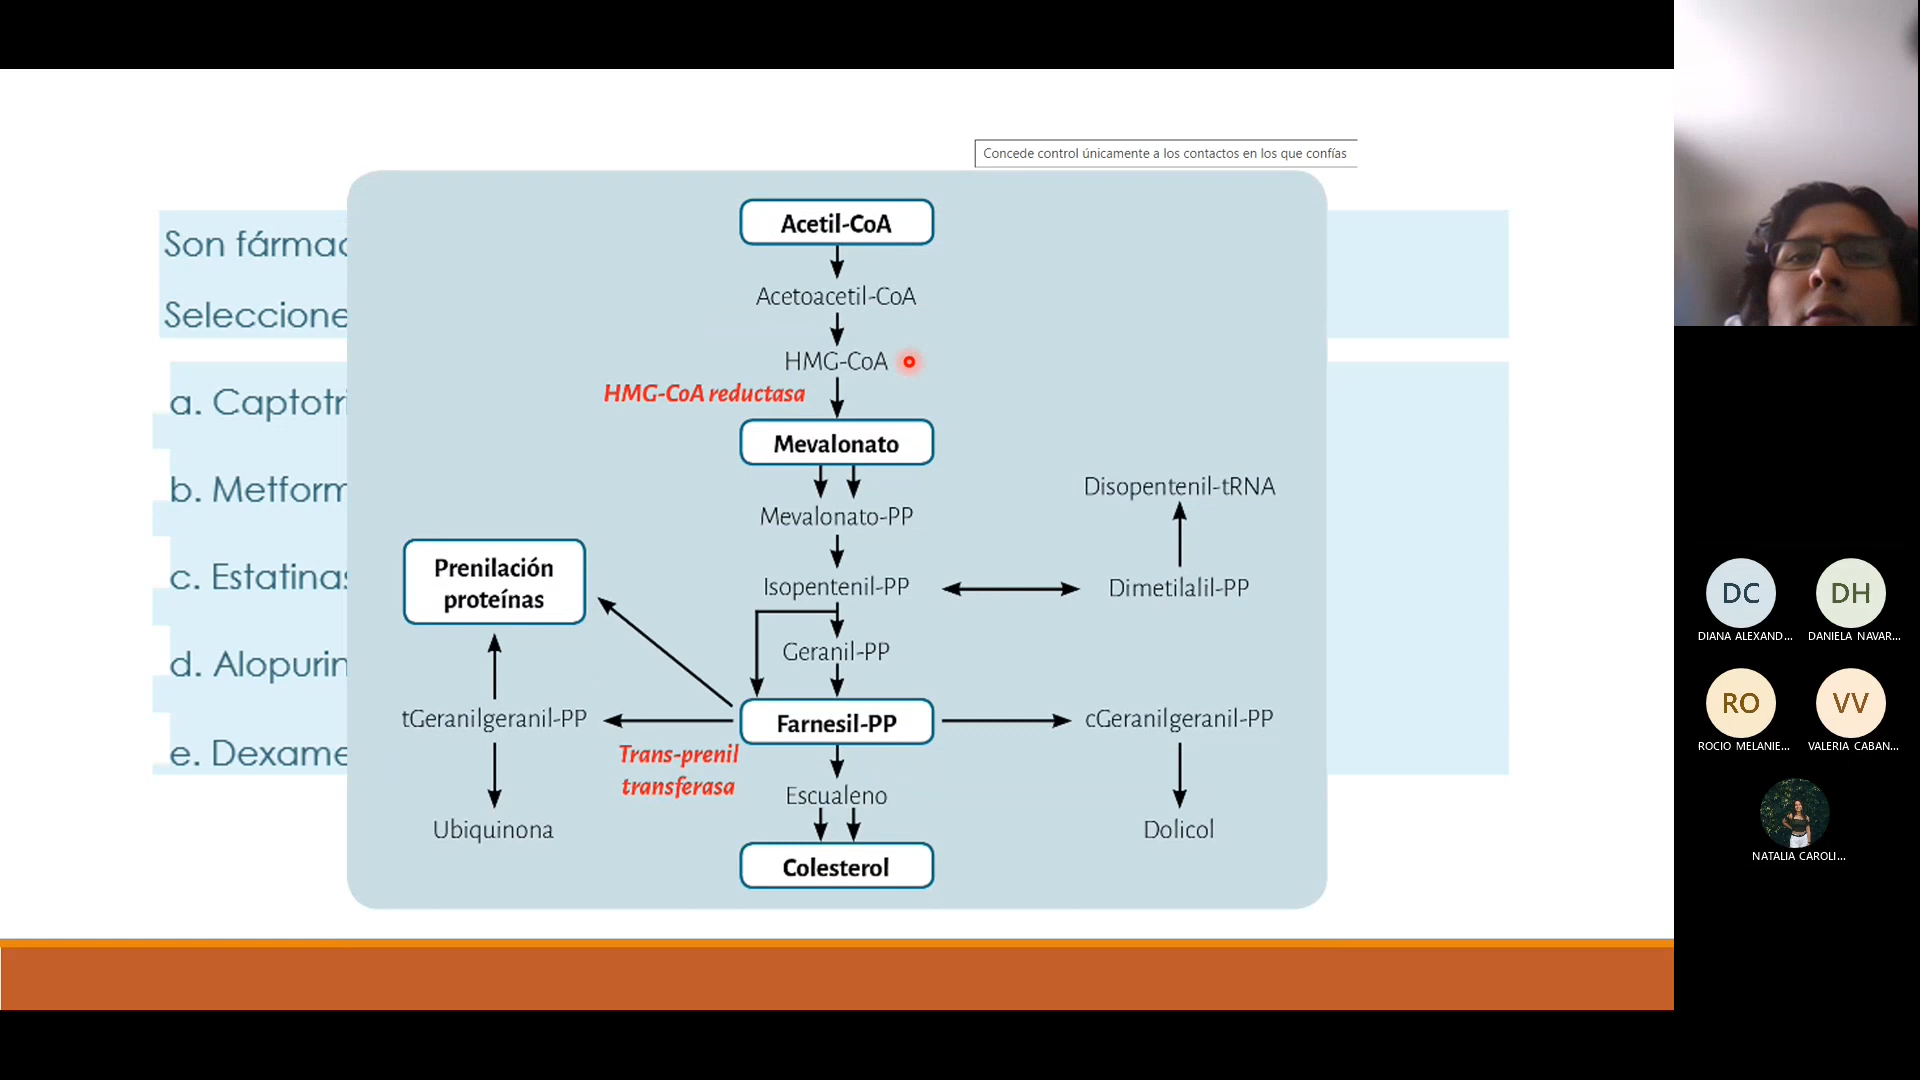 Concede control únicamente a los contactos en los que confías
Son fármac
Seleccione
a. Captotri
b. Metform
c. Estatinas
d. Alopurin
e. Dexame
Acetil-CoA
Acetoacetil-CoA
HMG-CoA
HMG-CoA reductasa
Mevalonato
Mevalonato-PP
Isopentenil-PP
Dimetilalil-PP
Disopentenil-tRNA
Geranil-PP
Prenilación
proteínas
tGeranilgeranil-PP
Farnesil-PP
cGeranilgeranil-PP
Trans-prenil
transferasa
Escualeno
Ubiquinona
Dolicol
Colesterol
DC
DIANA ALEXAND...
DH
DANIELA NAVAR...
RO
ROCIO MELANIE...
VV
VALERIA CABAN...
NATALIA CAROLI...